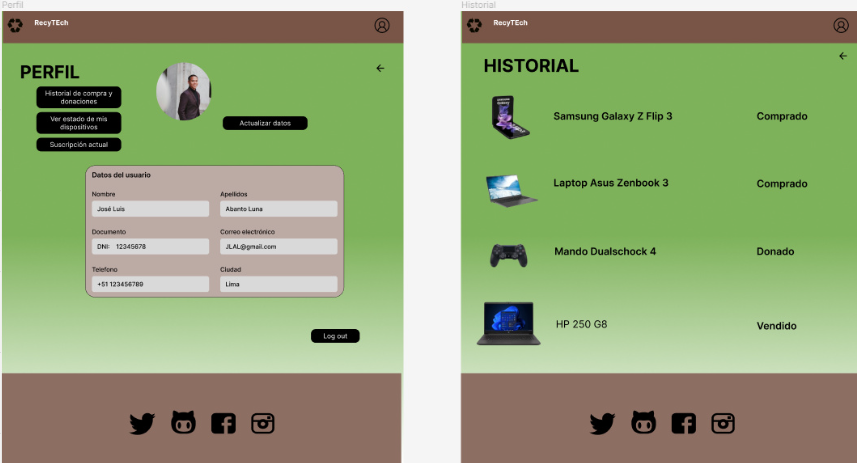 Perfil
RecyTEch
PERFIL
Historial de compra y
donaciones
Ver estado de mis
dispositivos
Suscripción actual
Actualizar datos
Datos del usuario
Nombre
Apellidos
José Luis
Abanto Luna
Documento
Correo electrónico
DNI: 12345678
JLAL@gmail.com
Telefono
Ciudad
+51 123456789
Lima
Log out
Historial
RecyTEch
HISTORIAL
Samsung Galaxy Z Flip 3
Comprado
Laptop Asus Zenbook 3
Comprado
Mando Dualschock 4
Donado
HP 250 G8
Vendido